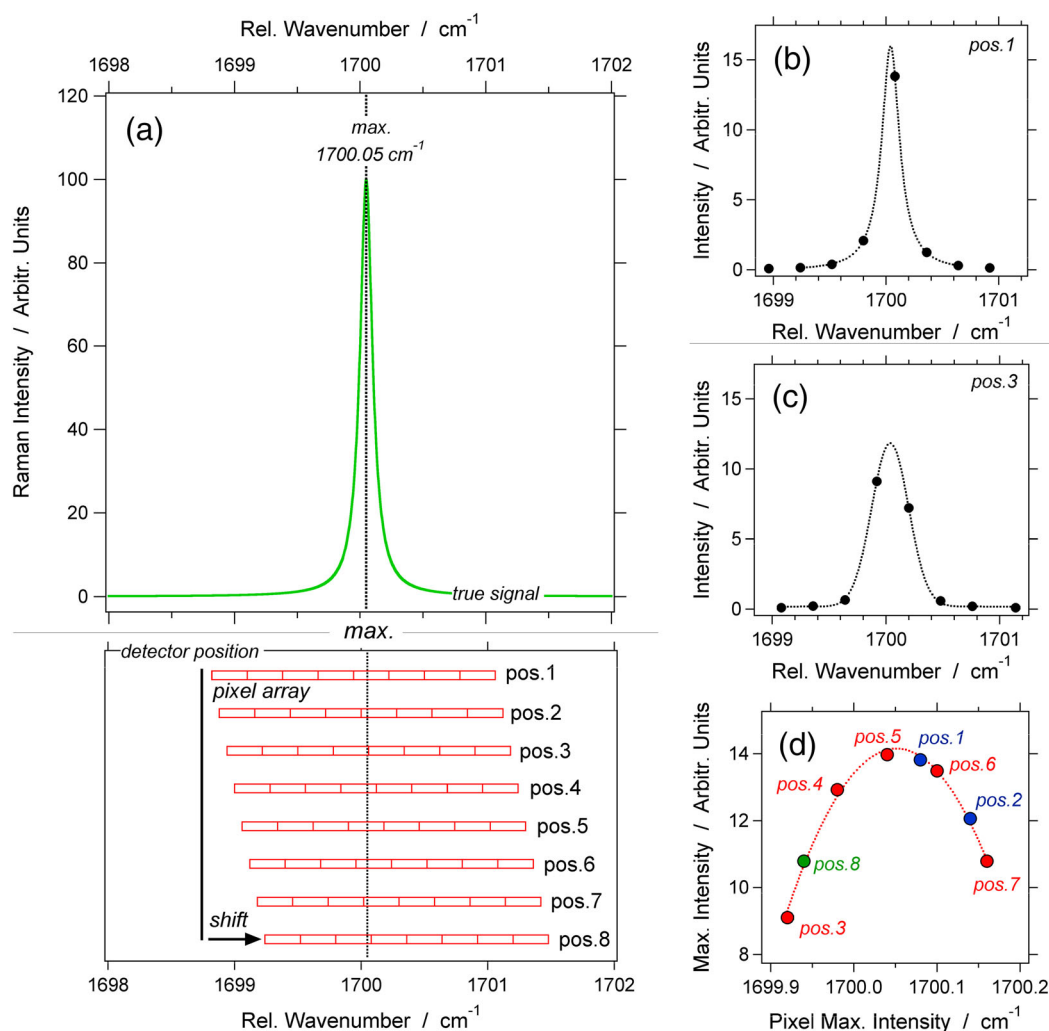 Rel. Wavenumber / cm⁻¹
1698 1699 1700 1701 1702
(a)
max.
1700.05 cm⁻¹
Raman Intensity / Arbitr. Units
120
100
80
60
40
20
0
true signal
max.
detector position
pixel array
pos.1
pos.2
pos.3
pos.4
pos.5
pos.6
pos.7
shift
pos.8
1698 1699 1700 1701 1702
Rel. Wavenumber / cm⁻¹
(b)
pos.1
Intensity / Arbitr. Units
15
10
5
0
1699 1700 1701
Rel. Wavenumber / cm⁻¹
(c)
pos.3
Intensity / Arbitr. Units
15
10
5
0
1699 1700 1701
Rel. Wavenumber / cm⁻¹
(d)
Max. Intensity / Arbitr. Units
14
12
10
8
pos.5
pos.1
pos.6
pos.4
pos.2
pos.8
pos.7
pos.3
1699.9 1700.0 1700.1 1700.2
Pixel Max. Intensity / cm⁻¹